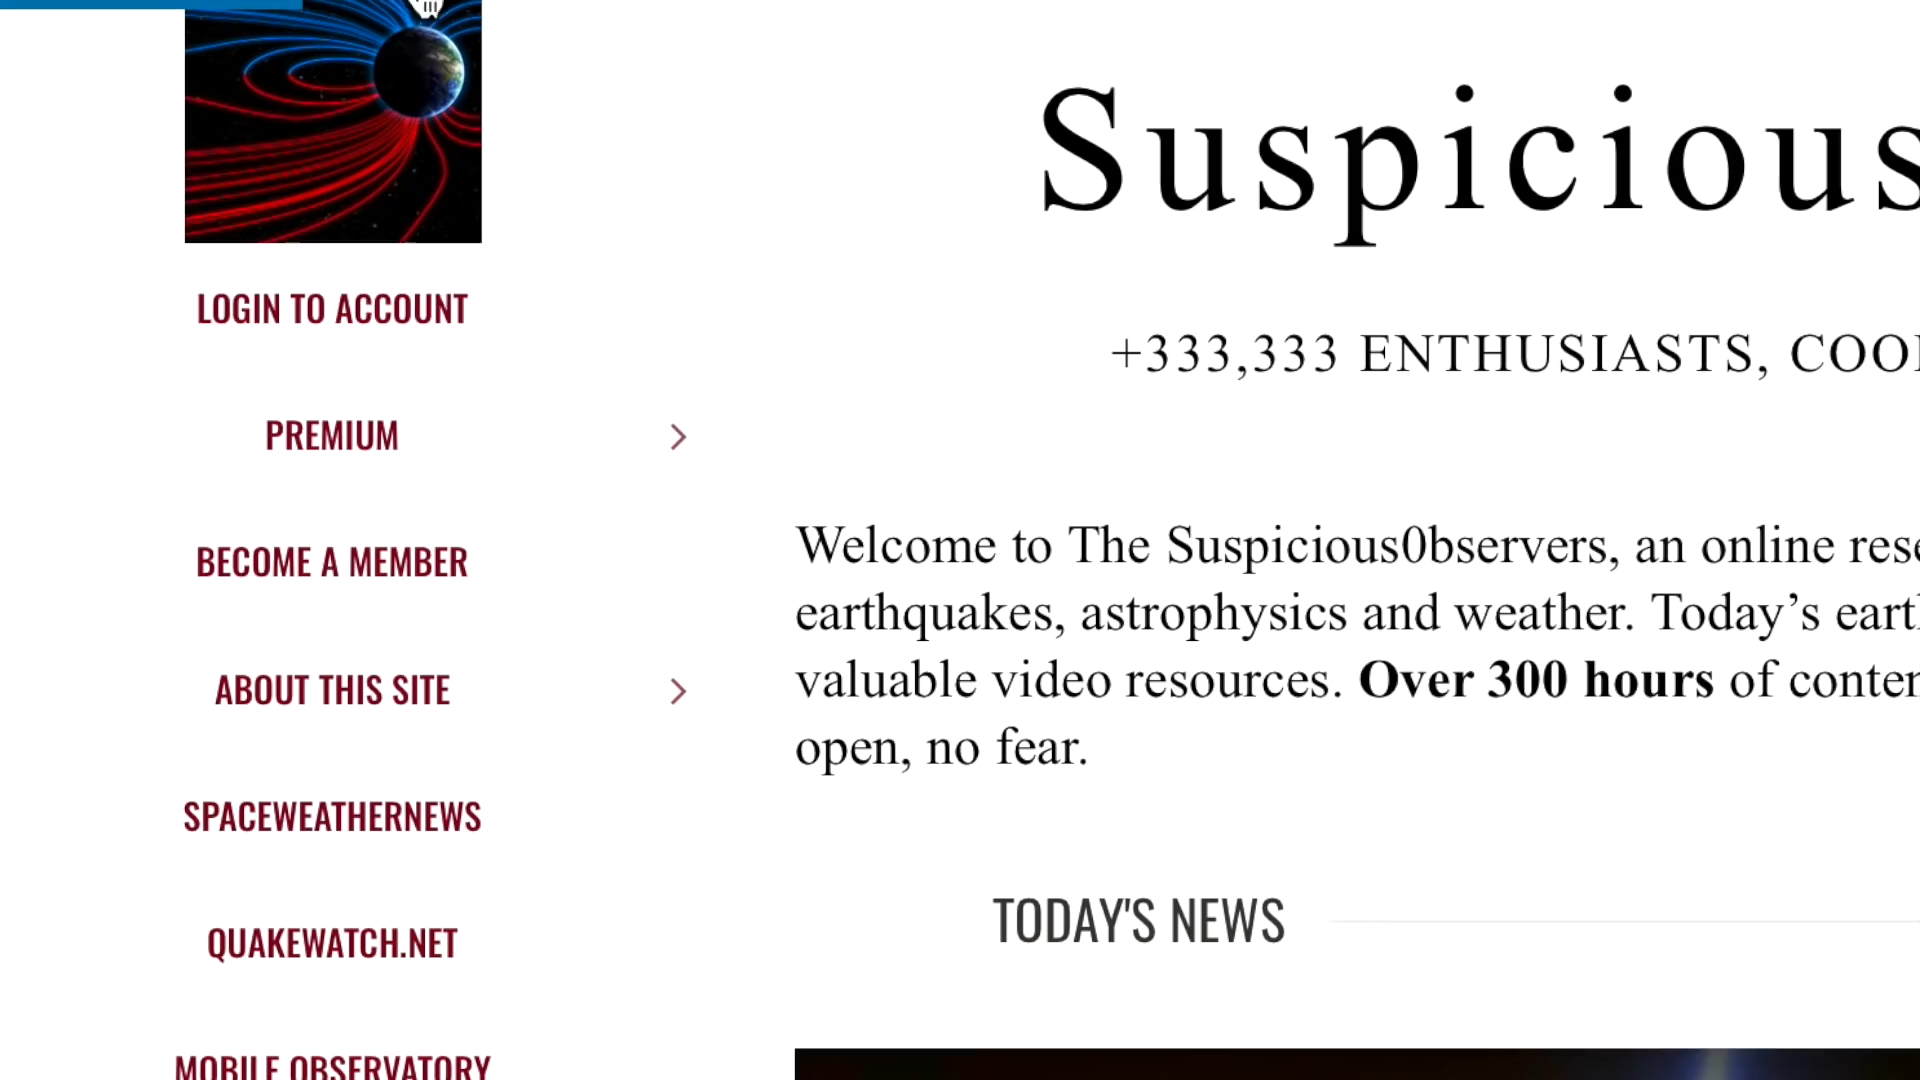 Suspicious
+333,333 ENTHUSIASTS,
LOGIN TO ACCOUNT
PREMIUM
BECOME A MEMBER
ABOUT THIS SITE
SPACEWEATHERNEWS
QUAKEWATCH.NET
MOBILE OBSERVATORY
Welcome to The Suspicious0bservers, an online
earthquakes, astrophysics and weather. Today’s
valuable video resources. Over 300 hours of
open, no fear.
TODAY'S NEWS